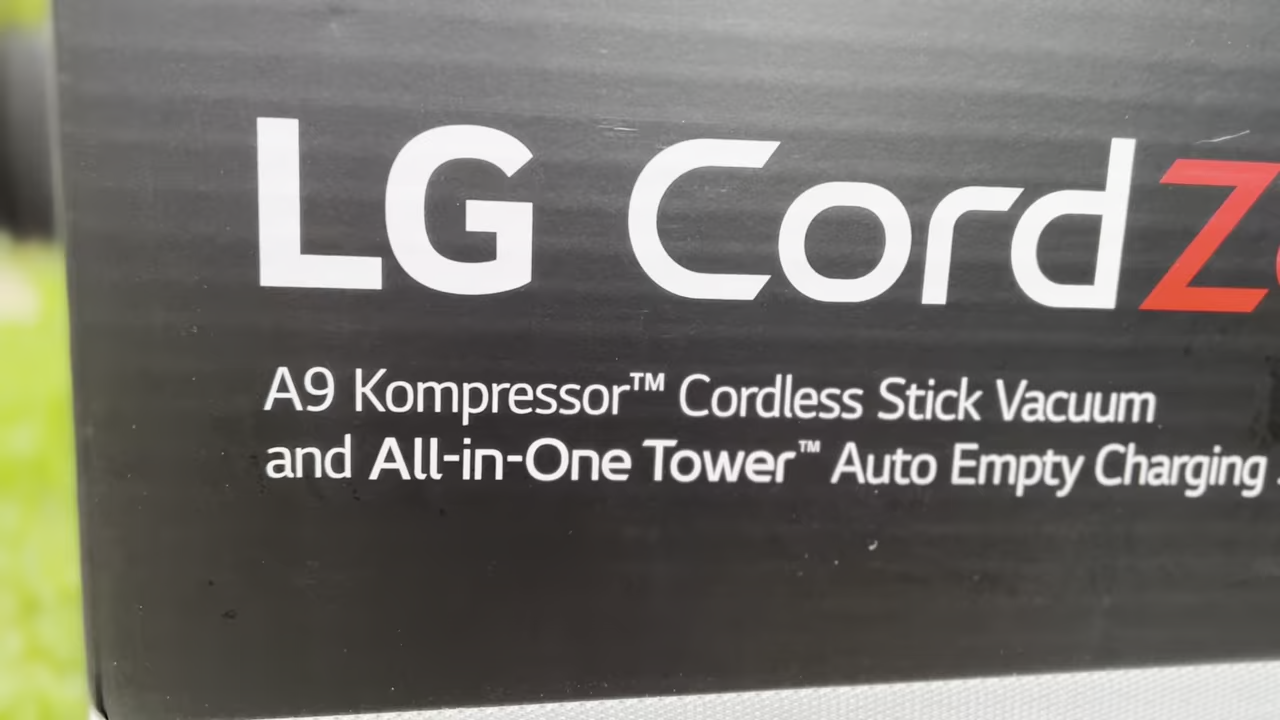 LG CordZ
A9 Kompressor™ Cordless Stick Vacuum
and All-in-One Tower™ Auto Empty Charging